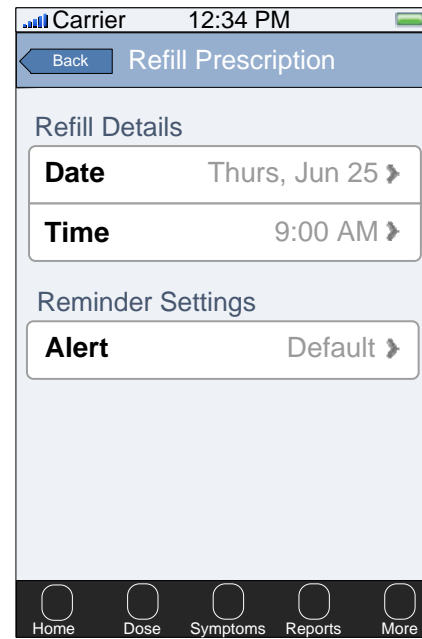 Carrier 12:34 PM
Back Refill Prescription
Refill Details
Date Thurs, Jun 25
Time 9:00 AM
Reminder Settings
Alert Default
Home Dose Symptoms Reports More